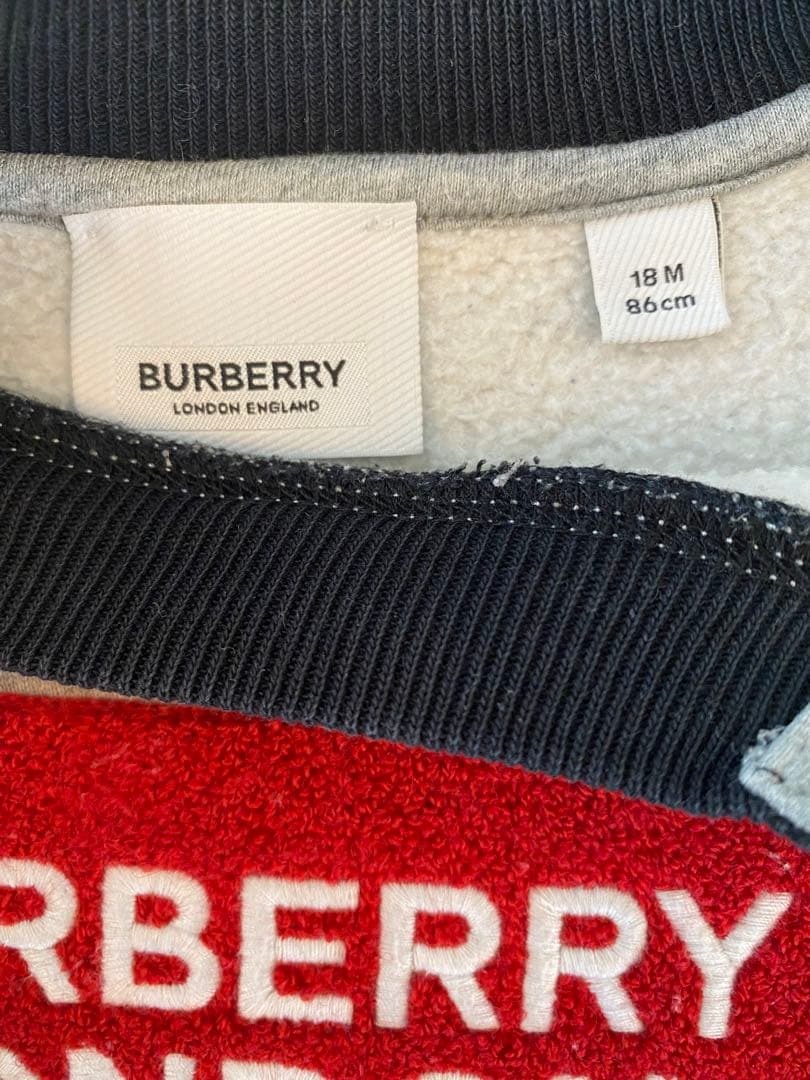 BURBERRY
LONDON ENGLAND
18 M
86cm
RBERRY